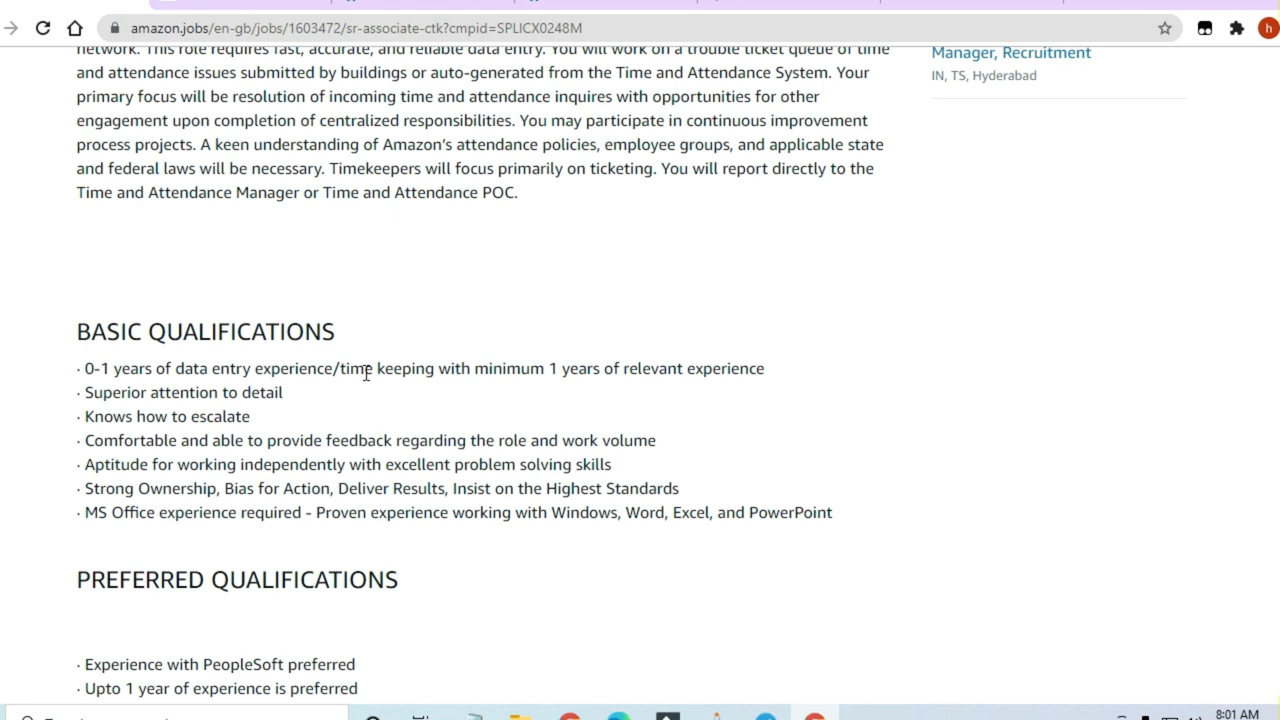 amazon.jobs/en-gb/jobs/1603472/sr-associate-ctk?cmpid=SPLICX0248M
h
network. This role requires fast, accurate, and reliable data entry. You will work on a trouble ticket queue of time
and attendance issues submitted by buildings or auto-generated from the Time and Attendance System. Your
primary focus will be resolution of incoming time and attendance inquires with opportunities for other
engagement upon completion of centralized responsibilities. You may participate in continuous improvement
process projects. A keen understanding of Amazon’s attendance policies, employee groups, and applicable state
and federal laws will be necessary. Timekeepers will focus primarily on ticketing. You will report directly to the
Time and Attendance Manager or Time and Attendance POC.
Manager, Recruitment
IN, TS, Hyderabad
BASIC QUALIFICATIONS
· 0-1 years of data entry experience/time keeping with minimum 1 years of relevant experience
· Superior attention to detail
· Knows how to escalate
· Comfortable and able to provide feedback regarding the role and work volume
· Aptitude for working independently with excellent problem solving skills
· Strong Ownership, Bias for Action, Deliver Results, Insist on the Highest Standards
· MS Office experience required - Proven experience working with Windows, Word, Excel, and PowerPoint
PREFERRED QUALIFICATIONS
· Experience with PeopleSoft preferred
· Upto 1 year of experience is preferred
8:01 AM